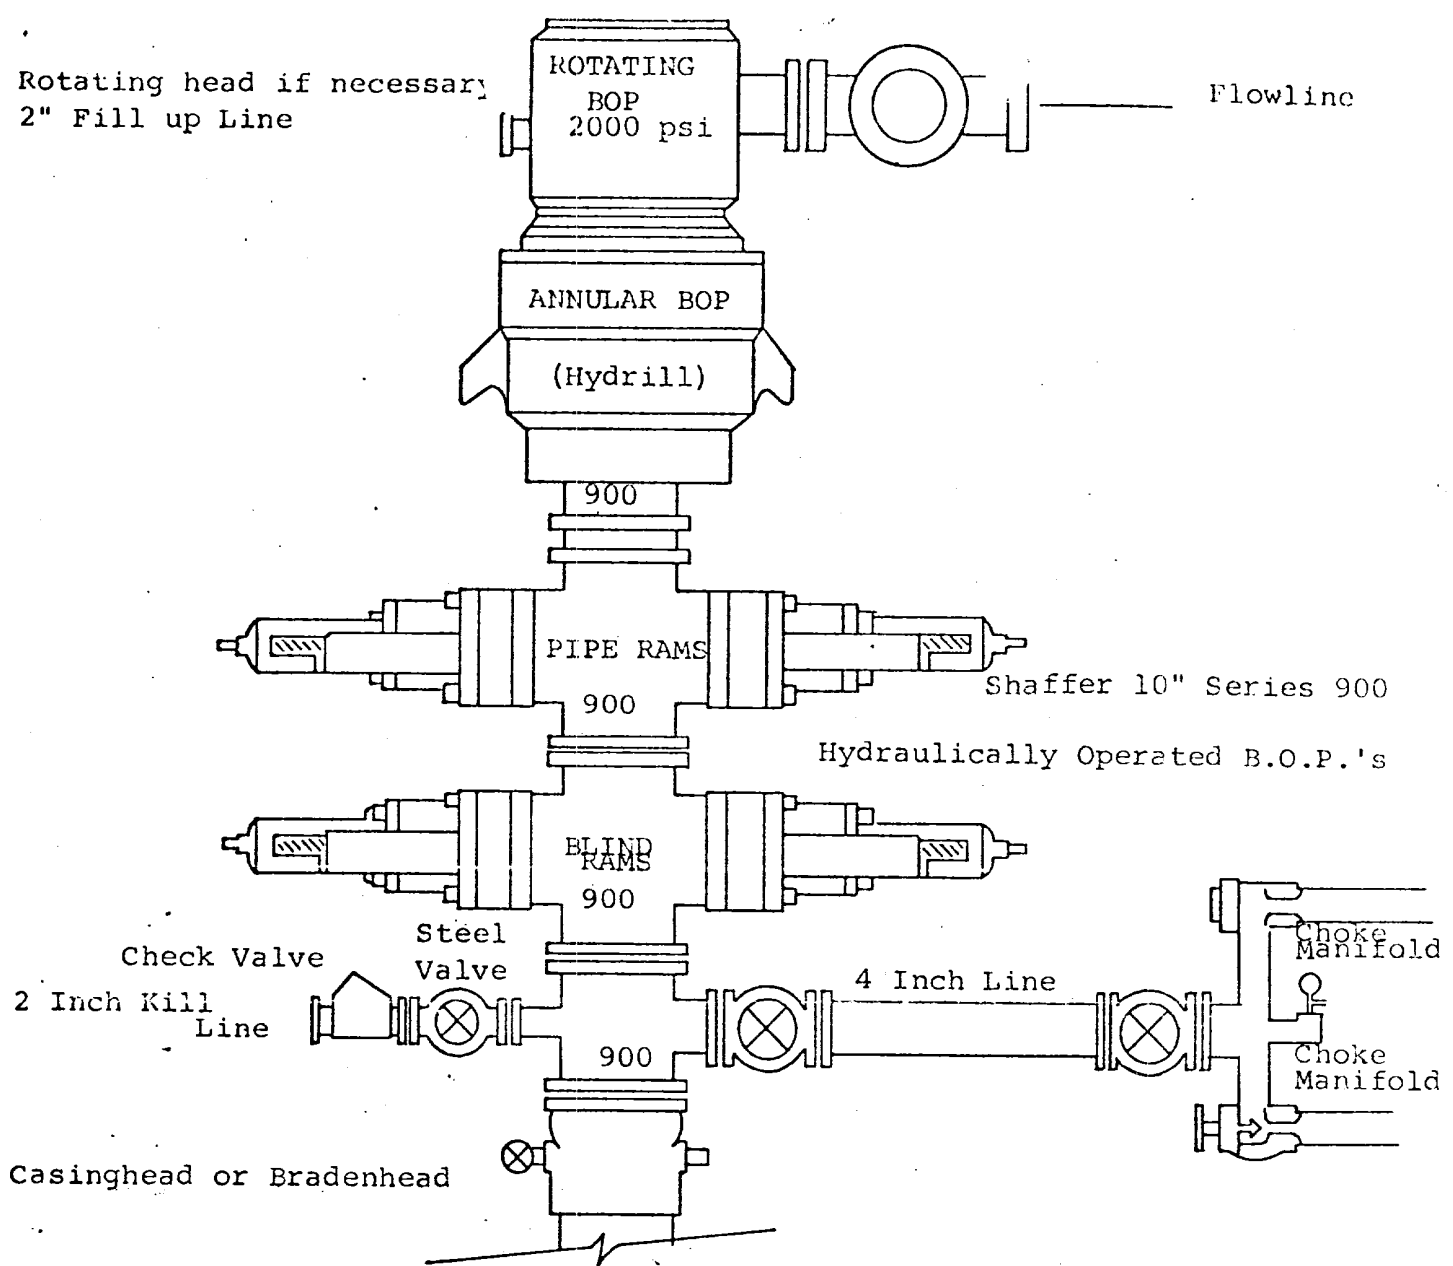 Rotating head if necessary
2" Fill up Line
ROTATING
BOP
2000 psi
Flowline
ANNULAR BOP
(Hydrill)
900
PIPE RAMS
900
Shaffer 10" Series 900
Hydraulically Operated B.O.P.'s
BLIND
RAMS
900
Steel
Valve
Check Valve
2 Inch Kill
Line
4 Inch Line
900
Choke
Manifold
Choke
Manifold
Casinghead or Bradenhead